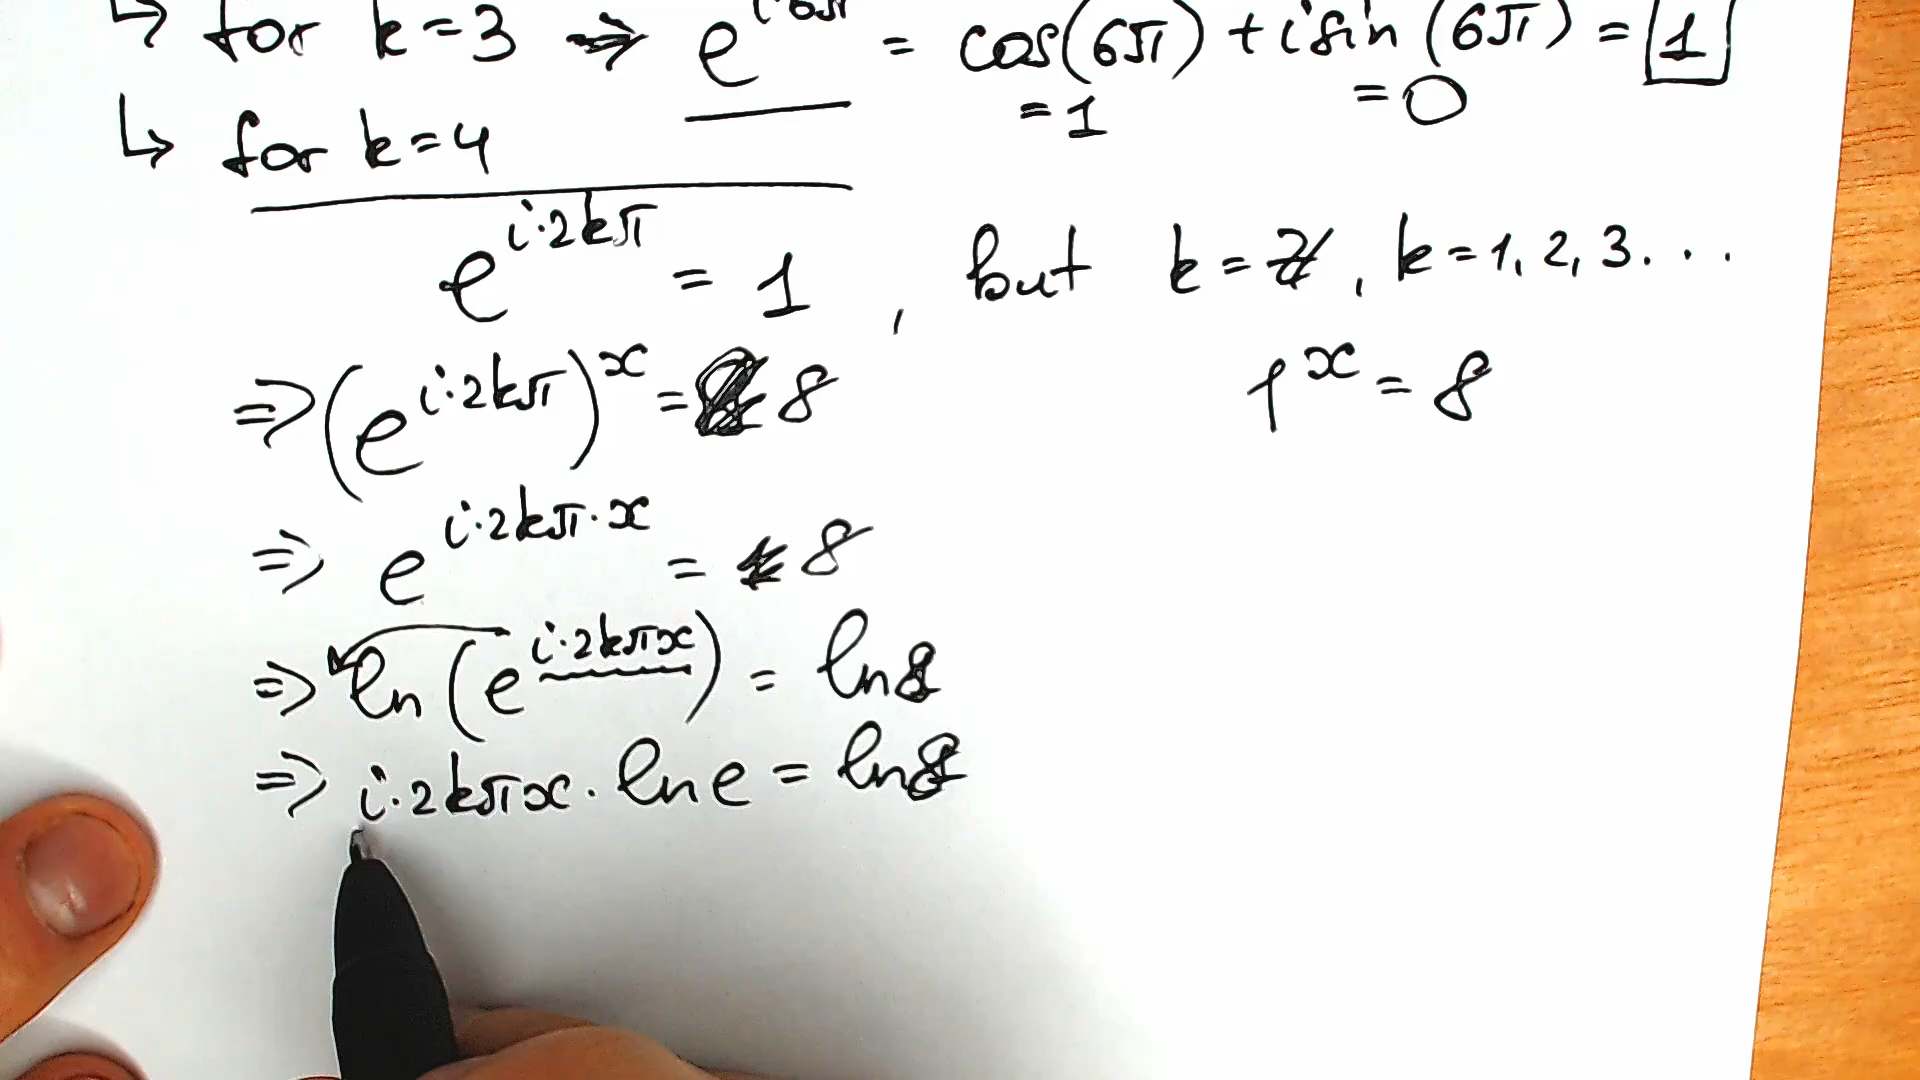 ↳ for k=3 ⇒ e^{i·6π} = cos(6π) + i sin(6π) = 1
=1 =0
↳ for k=4
e^{i·2kπ} = 1, but k=ℤ, k=1, 2, 3...
⇒ (e^{i·2kπ})^x = 8 1^x = 8
⇒ e^{i·2kπ·x} = 8
⇒ ln(e^{i·2kπx}) = ln8
⇒ i·2kπx · ln e = ln8